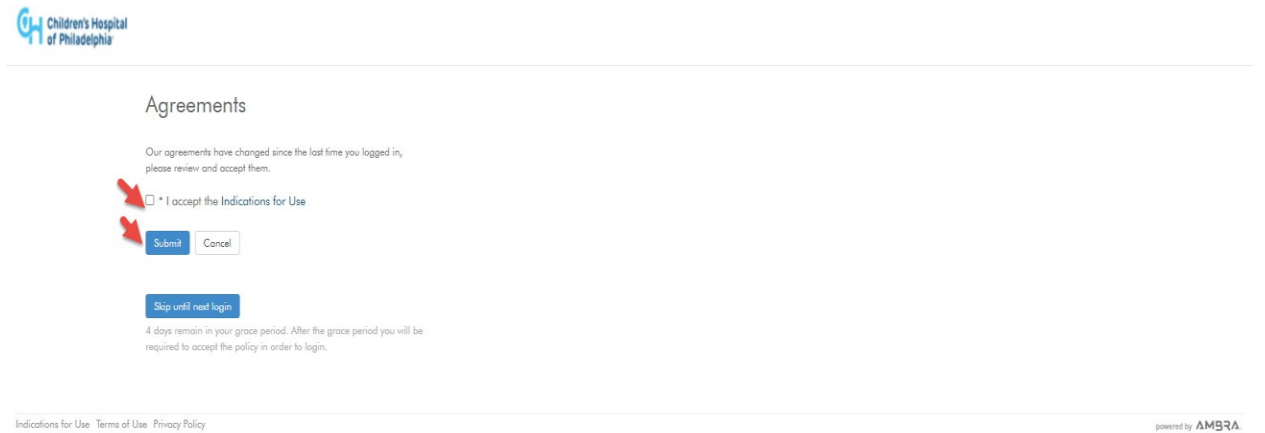 Children's Hospital
of Philadelphia
Agreements
Our agreements have changed since the last time you logged in,
please review and accept them.
* I accept the Indications for Use
Submit Cancel
Skip until next login
4 days remain in your grace period. After the grace period you will be
required to accept the policy in order to login.
Indications for Use Terms of Use Privacy Policy
powered by AMBRA